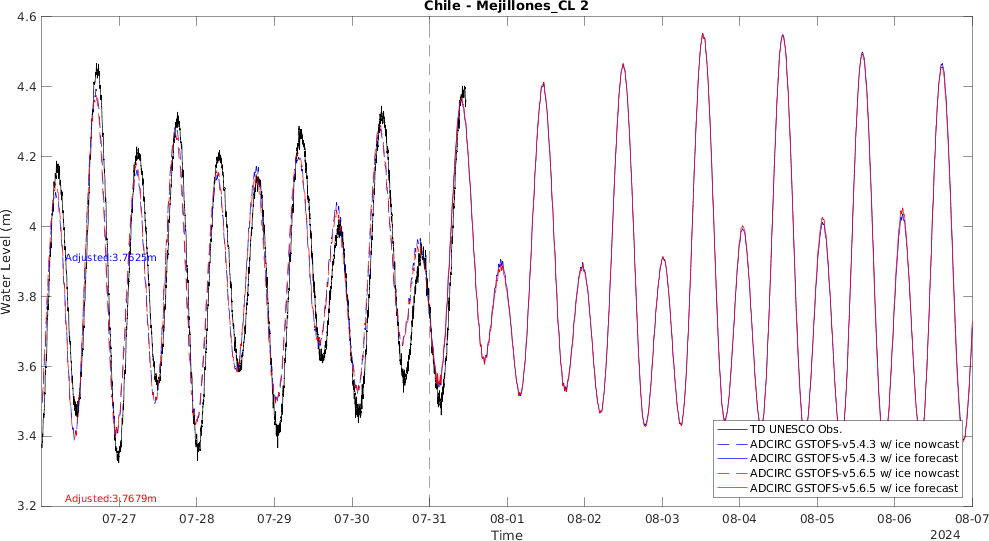 Chile - Mejillones_CL 2
4.6
4.4
4.2
4
3.8
3.6
3.4
3.2
Water Level (m)
Adjusted:3.7625m
Adjusted:3.7679m
TD UNESCO Obs.
ADCIRC GSTOFS-v5.4.3 w/ ice nowcast
ADCIRC GSTOFS-v5.4.3 w/ ice forecast
ADCIRC GSTOFS-v5.6.5 w/ ice nowcast
ADCIRC GSTOFS-v5.6.5 w/ ice forecast
07-27 07-28 07-29 07-30 07-31 08-01 08-02 08-03 08-04 08-05 08-06 08-07
Time
2024